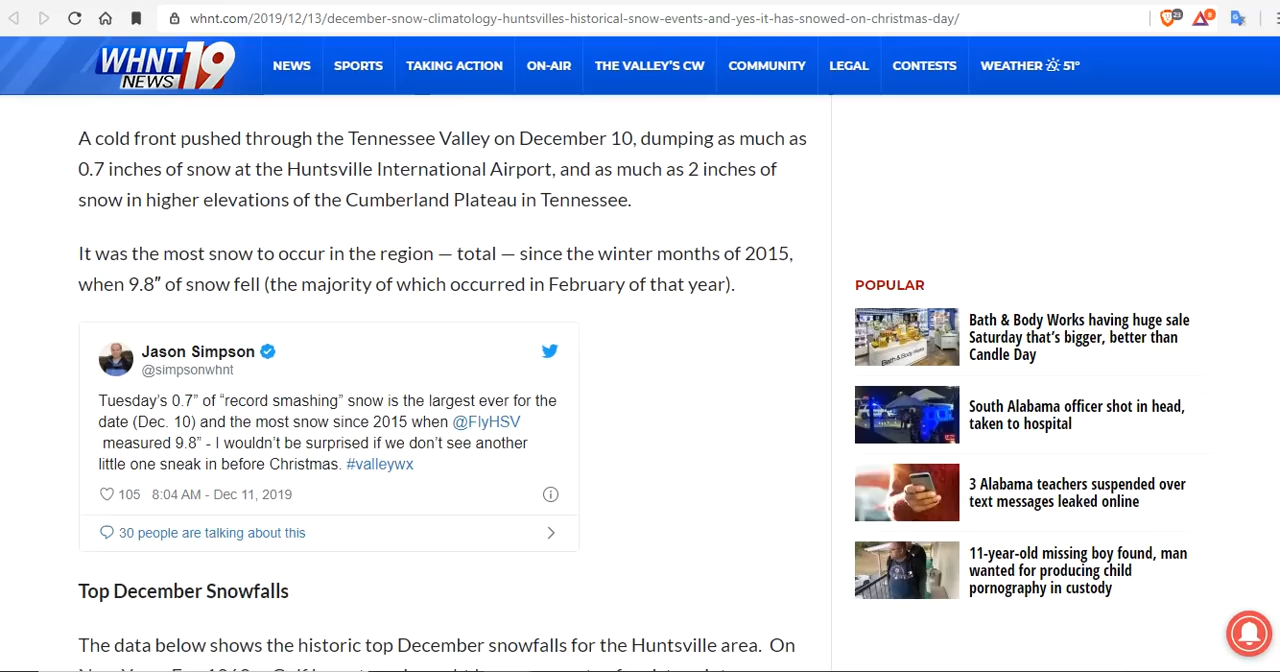 whnt.com/2019/12/13/december-snow-climatology-huntsvilles-historical-snow-events-and-yes-it-has-snowed-on-christmas-day/
23
8
WHNT NEWS 19
NEWS
SPORTS
TAKING ACTION
ON-AIR
THE VALLEY'S CW
COMMUNITY
LEGAL
CONTESTS
WEATHER 51°
A cold front pushed through the Tennessee Valley on December 10, dumping as much as
0.7 inches of snow at the Huntsville International Airport, and as much as 2 inches of
snow in higher elevations of the Cumberland Plateau in Tennessee.
It was the most snow to occur in the region — total — since the winter months of 2015,
when 9.8″ of snow fell (the majority of which occurred in February of that year).
Jason Simpson
@simpsonwhnt
Tuesday's 0.7” of “record smashing” snow is the largest ever for the
date (Dec. 10) and the most snow since 2015 when @FlyHSV
measured 9.8” - I wouldn’t be surprised if we don’t see another
little one sneak in before Christmas. #valleywx
105 8:04 AM - Dec 11, 2019
30 people are talking about this
Top December Snowfalls
The data below shows the historic top December snowfalls for the Huntsville area. On
POPULAR
Bath & Body Works
Bath & Body Works having huge sale
Saturday that’s bigger, better than
Candle Day
South Alabama officer shot in head,
taken to hospital
3 Alabama teachers suspended over
text messages leaked online
11-year-old missing boy found, man
wanted for producing child
pornography in custody